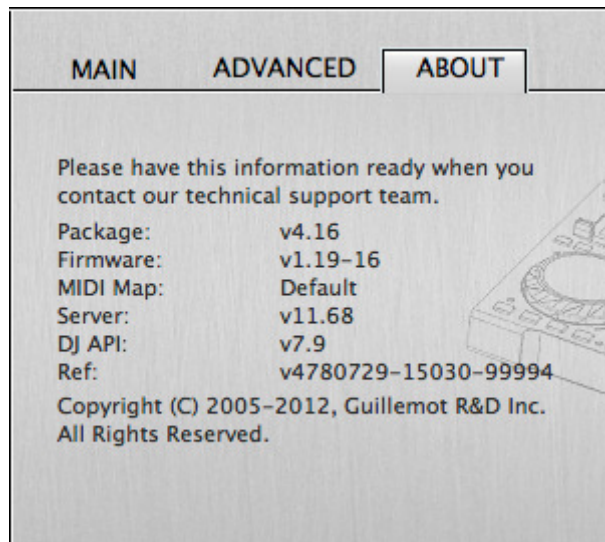 MAIN ADVANCED ABOUT
Please have this information ready when you
contact our technical support team.
Package: v4.16
Firmware: v1.19-16
MIDI Map: Default
Server: v11.68
DJ API: v7.9
Ref: v4780729-15030-99994
Copyright (C) 2005-2012, Guillemot R&D Inc.
All Rights Reserved.